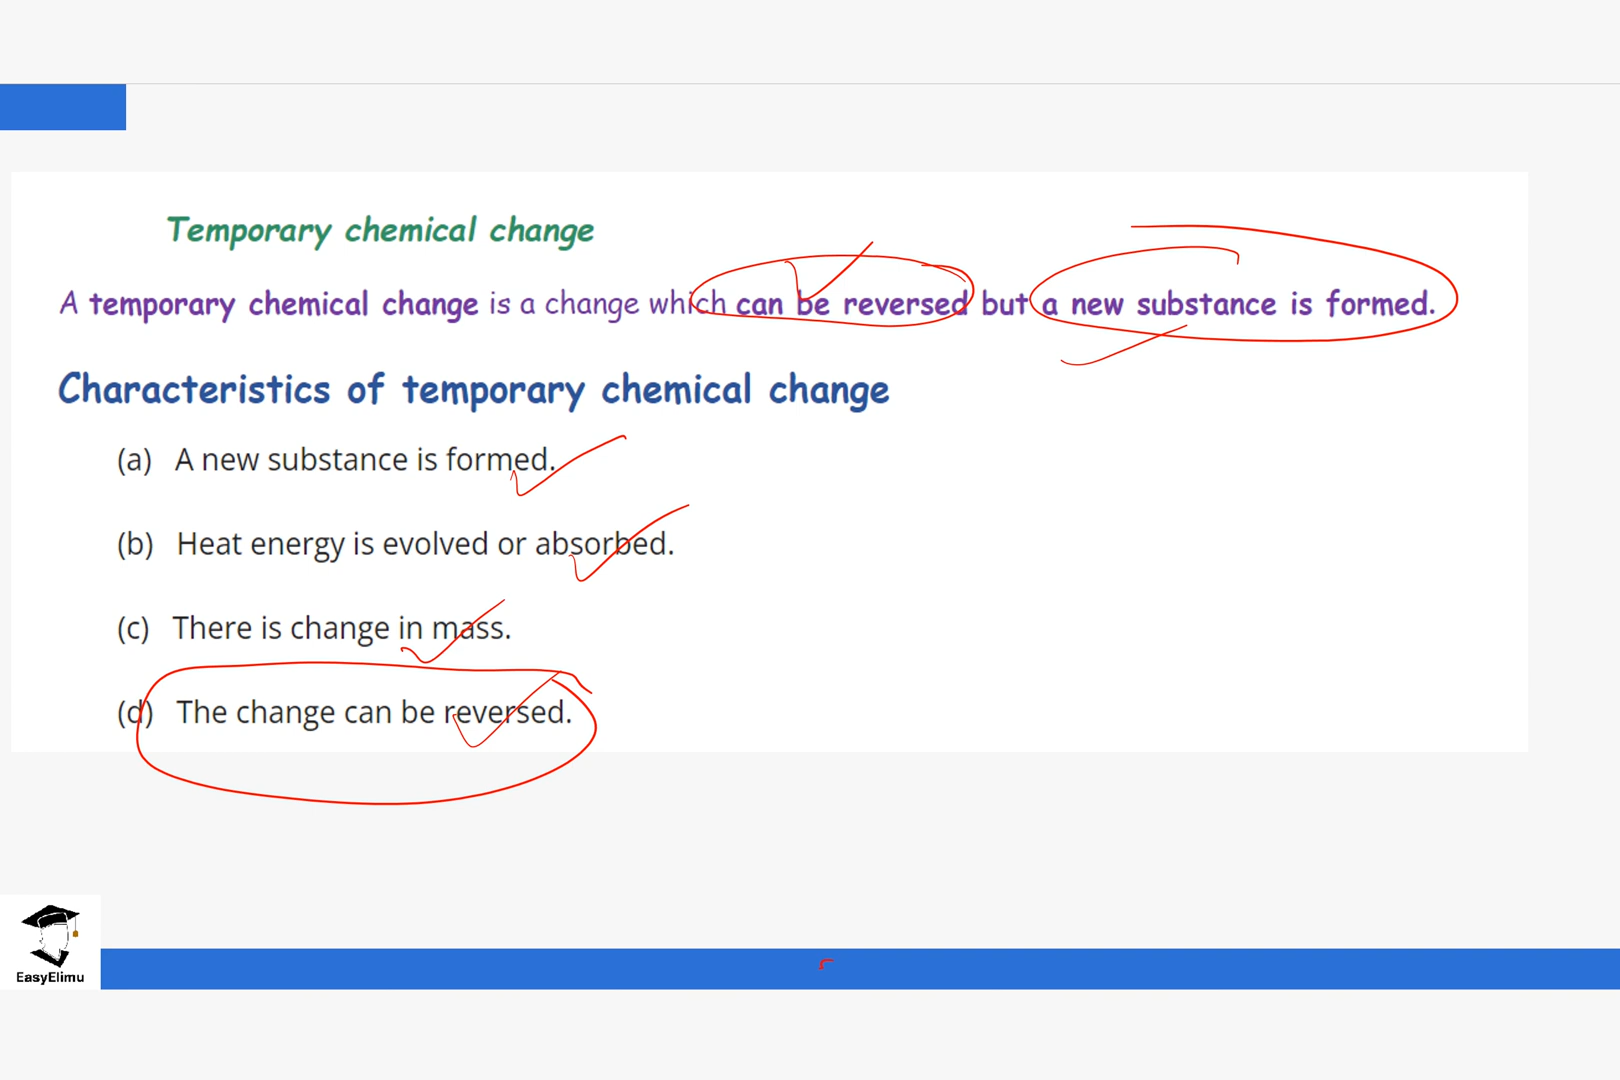 Temporary chemical change
A temporary chemical change is a change which can be reversed but a new substance is formed.
Characteristics of temporary chemical change
(a) A new substance is formed.
(b) Heat energy is evolved or absorbed.
(c) There is change in mass.
(d) The change can be reversed.
EasyElimu